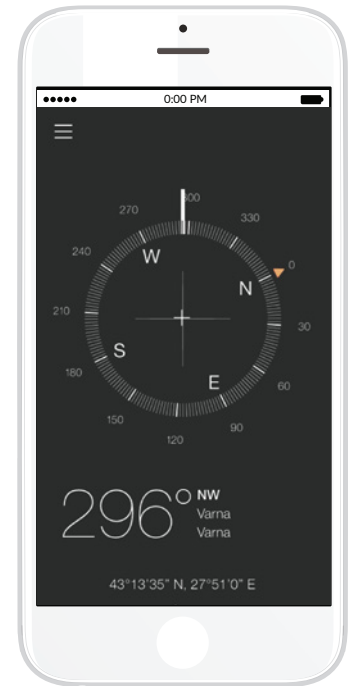 0:00 PM
300
270
330
240
W
0
N
210
30
S
180
E
60
150
90
120
296° NW
Varna
Varna
43°13'35" N, 27°51'0" E